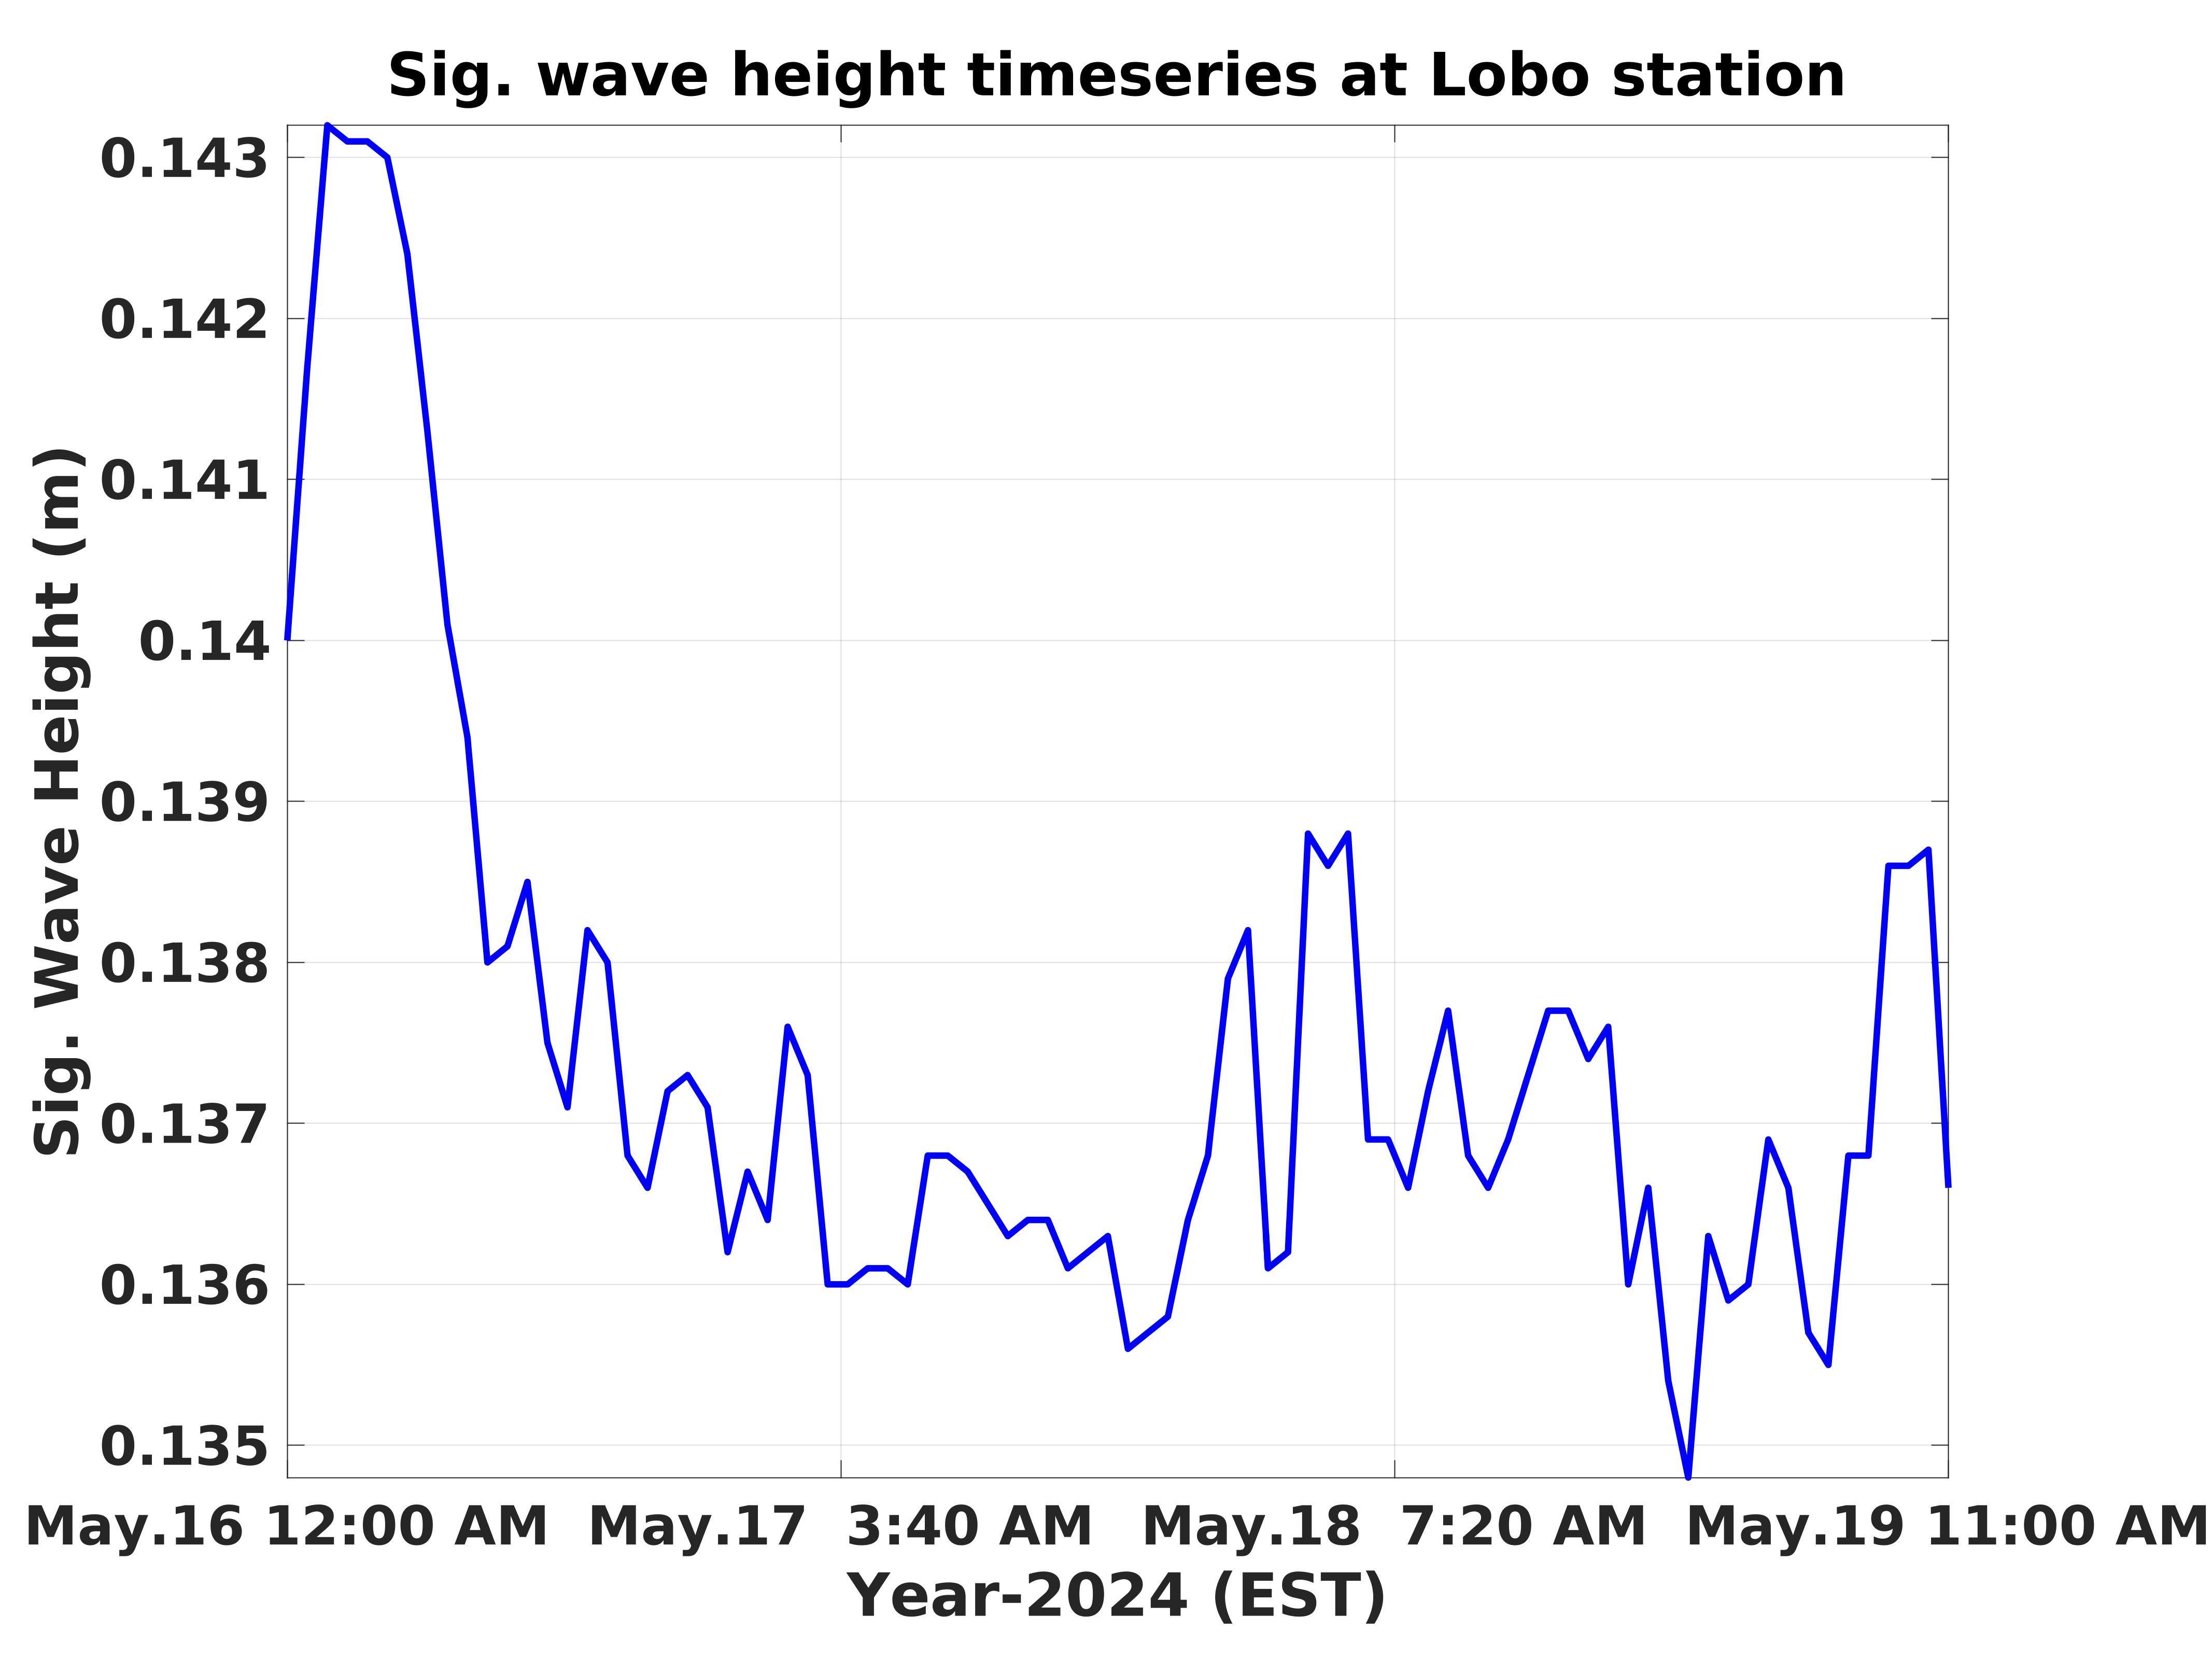 Sig. wave height timeseries at Lobo station
Sig. Wave Height (m)
0.143
0.142
0.141
0.14
0.139
0.138
0.137
0.136
0.135
May.16 12:00 AM May.17 3:40 AM May.18 7:20 AM May.19 11:00 AM
Year-2024 (EST)